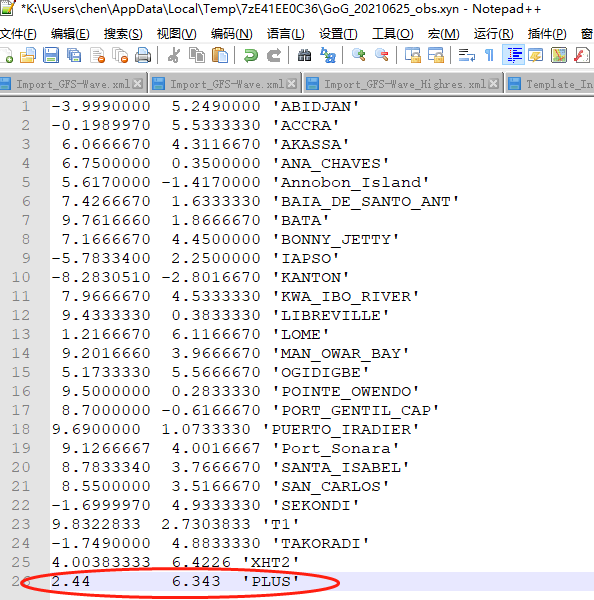 *K:\Users\chen\AppData\Local\Temp\7zE41EE0C36\GoG_20210625_obs.xyn - Notepad++
文件(F) 编辑(E) 搜索(S) 视图(V) 编码(N) 语言(L) 设置(T) 工具(O) 宏(M) 运行(R) 插件(P) 窗
Import_GFS-Wave.xml Import_GFS-Wave.xml Import_GFS-Wave_Highres.xml Template_In
1 -3.9990000 5.2490000 'ABIDJAN'
2 -0.1989970 5.5333330 'ACCRA'
3 6.0666670 4.3116670 'AKASSA'
4 6.7500000 0.3500000 'ANA_CHAVES'
5 5.6170000 -1.4170000 'Annobon_Island'
6 7.4266670 1.6333330 'BAIA_DE_SANTO_ANT'
7 9.7616660 1.8666670 'BATA'
8 7.1666670 4.4500000 'BONNY_JETTY'
9 -5.7833400 2.2500000 'IAPSO'
10 -8.2830510 -2.8016670 'KANTON'
11 7.9666670 4.5333330 'KWA_IBO_RIVER'
12 9.4333330 0.3833330 'LIBREVILLE'
13 1.2166670 6.1166670 'LOME'
14 9.2016660 3.9666670 'MAN_OWAR_BAY'
15 5.1733330 5.5666670 'OGIDIGBE'
16 9.5000000 0.2833330 'POINTE_OWENDO'
17 8.7000000 -0.6166670 'PORT_GENTIL_CAP'
18 9.6900000 1.0733330 'PUERTO_IRADIER'
19 9.1266667 4.0016667 'Port_Sonara'
20 8.7833340 3.7666670 'SANTA_ISABEL'
21 8.5500000 3.5166670 'SAN_CARLOS'
22 -1.6999970 4.9333330 'SEKONDI'
23 9.8322833 2.7303833 'T1'
24 -1.7490000 4.8833330 'TAKORADI'
25 4.00383333 6.4226 'XHT2'
26 2.44 6.343 'PLUS'